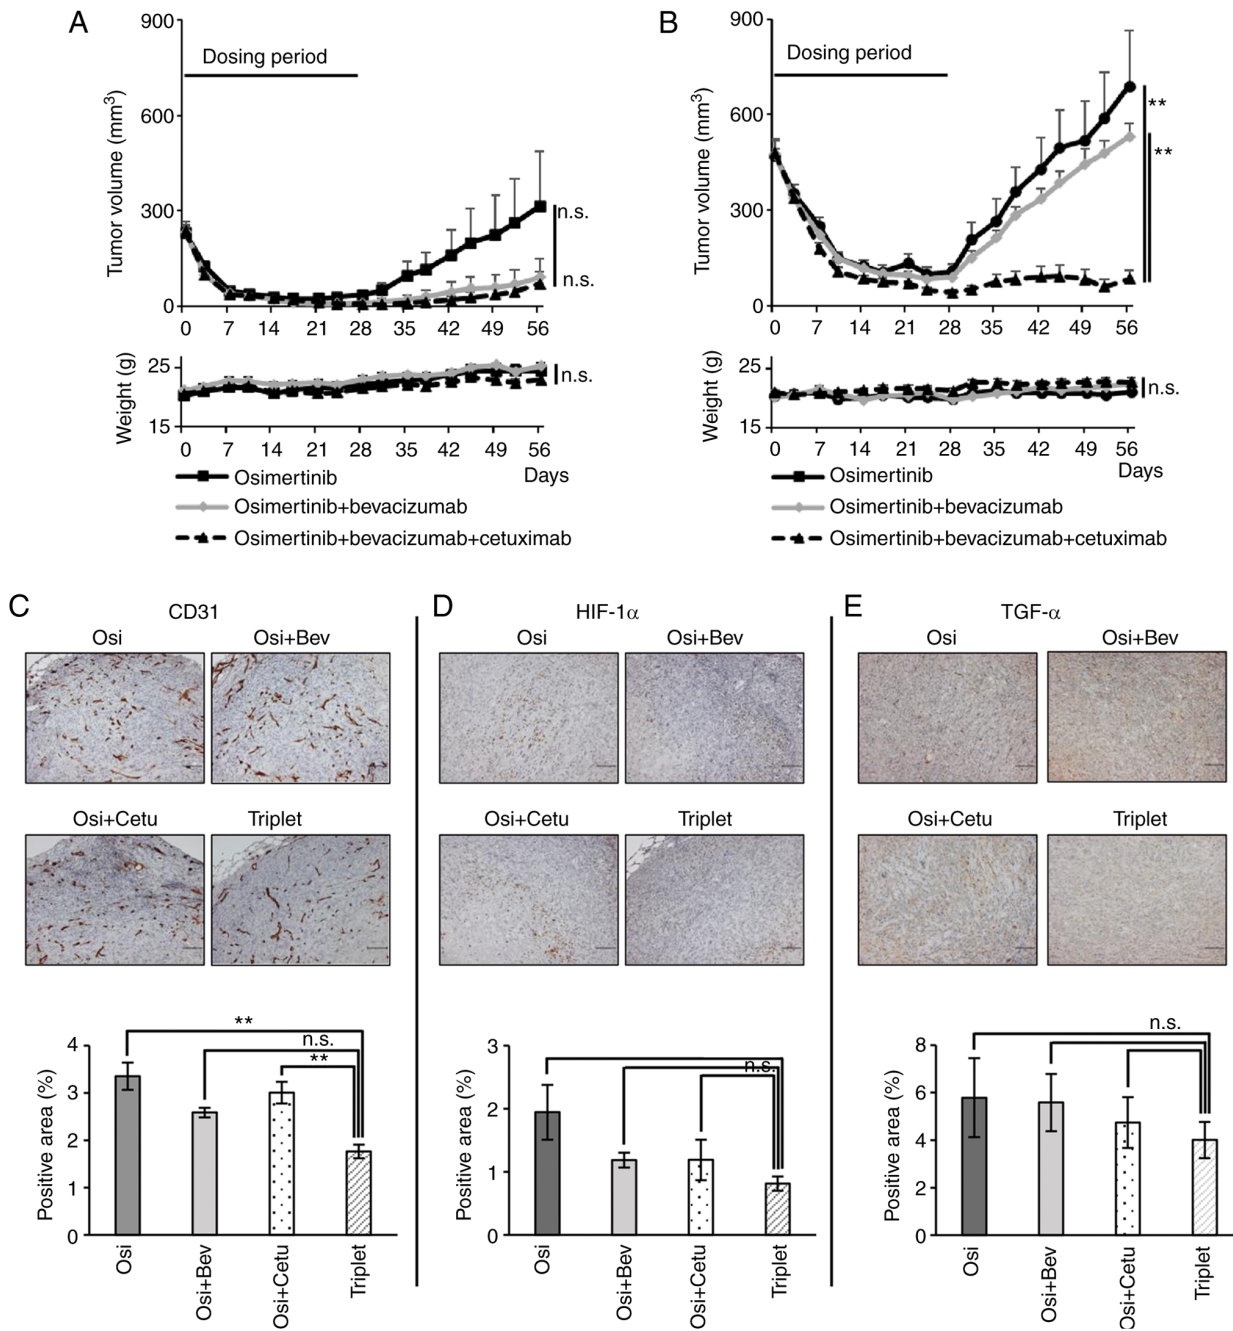 A
900
Dosing period
600
300
0
Tumor volume (mm3)
n.s.
n.s.
0 7 14 21 28 35 42 49 56
25
15
Weight (g)
n.s.
0 7 14 21 28 35 42 49 56
Days
Osimertinib
Osimertinib+bevacizumab
Osimertinib+bevacizumab+cetuximab
B
900
Dosing period
600
300
0
Tumor volume (mm3)
**
**
0 7 14 21 28 35 42 49 56
25
15
Weight (g)
n.s.
0 7 14 21 28 35 42 49 56
Days
Osimertinib
Osimertinib+bevacizumab
Osimertinib+bevacizumab+cetuximab
C
CD31
Osi Osi+Bev
Osi+Cetu Triplet
**
n.s.
**
4
3
2
1
0
Positive area (%)
Osi Osi+Bev Osi+Cetu Triplet
D
HIF-1α
Osi Osi+Bev
Osi+Cetu Triplet
n.s.
3
2
1
0
Positive area (%)
Osi Osi+Bev Osi+Cetu Triplet
E
TGF-α
Osi Osi+Bev
Osi+Cetu Triplet
n.s.
8
6
4
2
0
Positive area (%)
Osi Osi+Bev Osi+Cetu Triplet